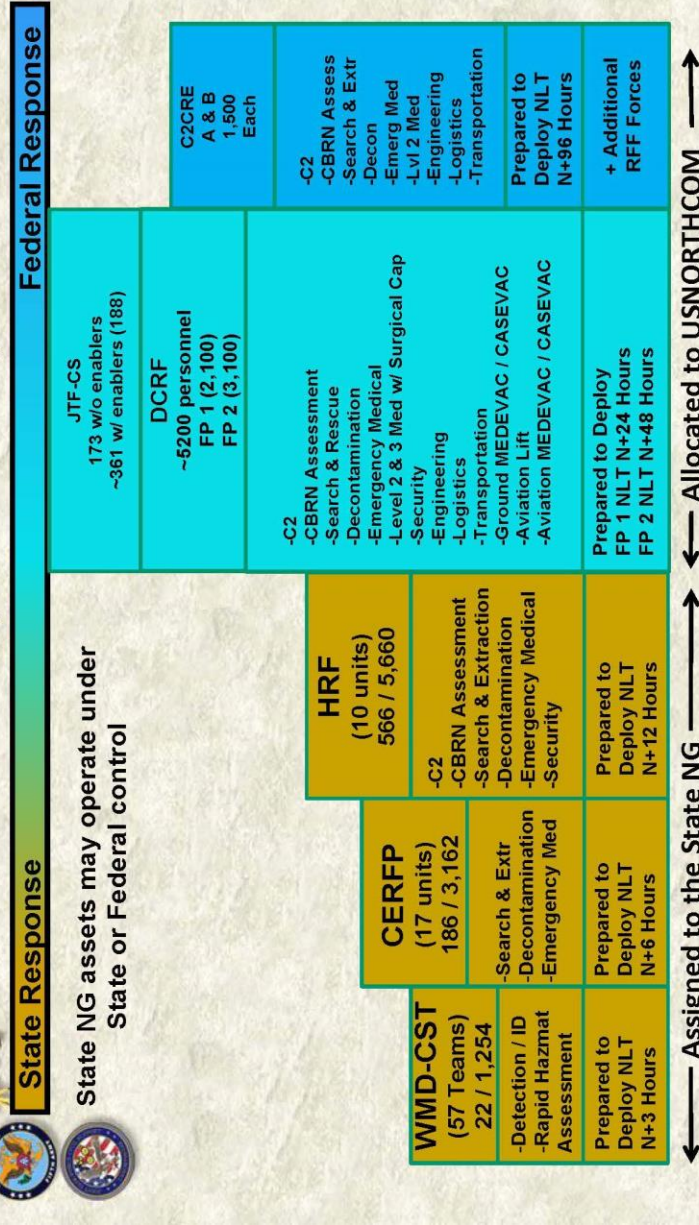 State Response
Federal Response
State NG assets may operate under
State or Federal control
WMD-CST
(57 Teams)
22 / 1,254
-Detection / ID
-Rapid Hazmat
Assessment
Prepared to
Deploy NLT
N+3 Hours
CERFP
(17 units)
186 / 3,162
-Search & Extr
-Decontamination
-Emergency Med
Prepared to
Deploy NLT
N+6 Hours
HRF
(10 units)
566 / 5,660
-C2
-CBRN Assessment
-Search & Extraction
-Decontamination
-Emergency Medical
-Security
Prepared to
Deploy NLT
N+12 Hours
JTF-CS
173 w/o enablers
~361 w/ enablers (188)
DCRF
~5200 personnel
FP 1 (2,100)
FP 2 (3,100)
-C2
-CBRN Assessment
-Search & Rescue
-Decontamination
-Emergency Medical
-Level 2 & 3 Med w/ Surgical Cap
-Security
-Engineering
-Logistics
-Transportation
-Ground MEDEVAC / CASEVAC
-Aviation Lift
-Aviation MEDEVAC / CASEVAC
Prepared to Deploy
FP 1 NLT N+24 Hours
FP 2 NLT N+48 Hours
C2CRE
A & B
1,500
Each
-C2
-CBRN Assess
-Search & Extr
-Decon
-Emerg Med
-Lvl 2 Med
-Engineering
-Logistics
-Transportation
Prepared to
Deploy NLT
N+96 Hours
+ Additional
RFF Forces
Assigned to the State NG
Allocated to USNORTHCOM